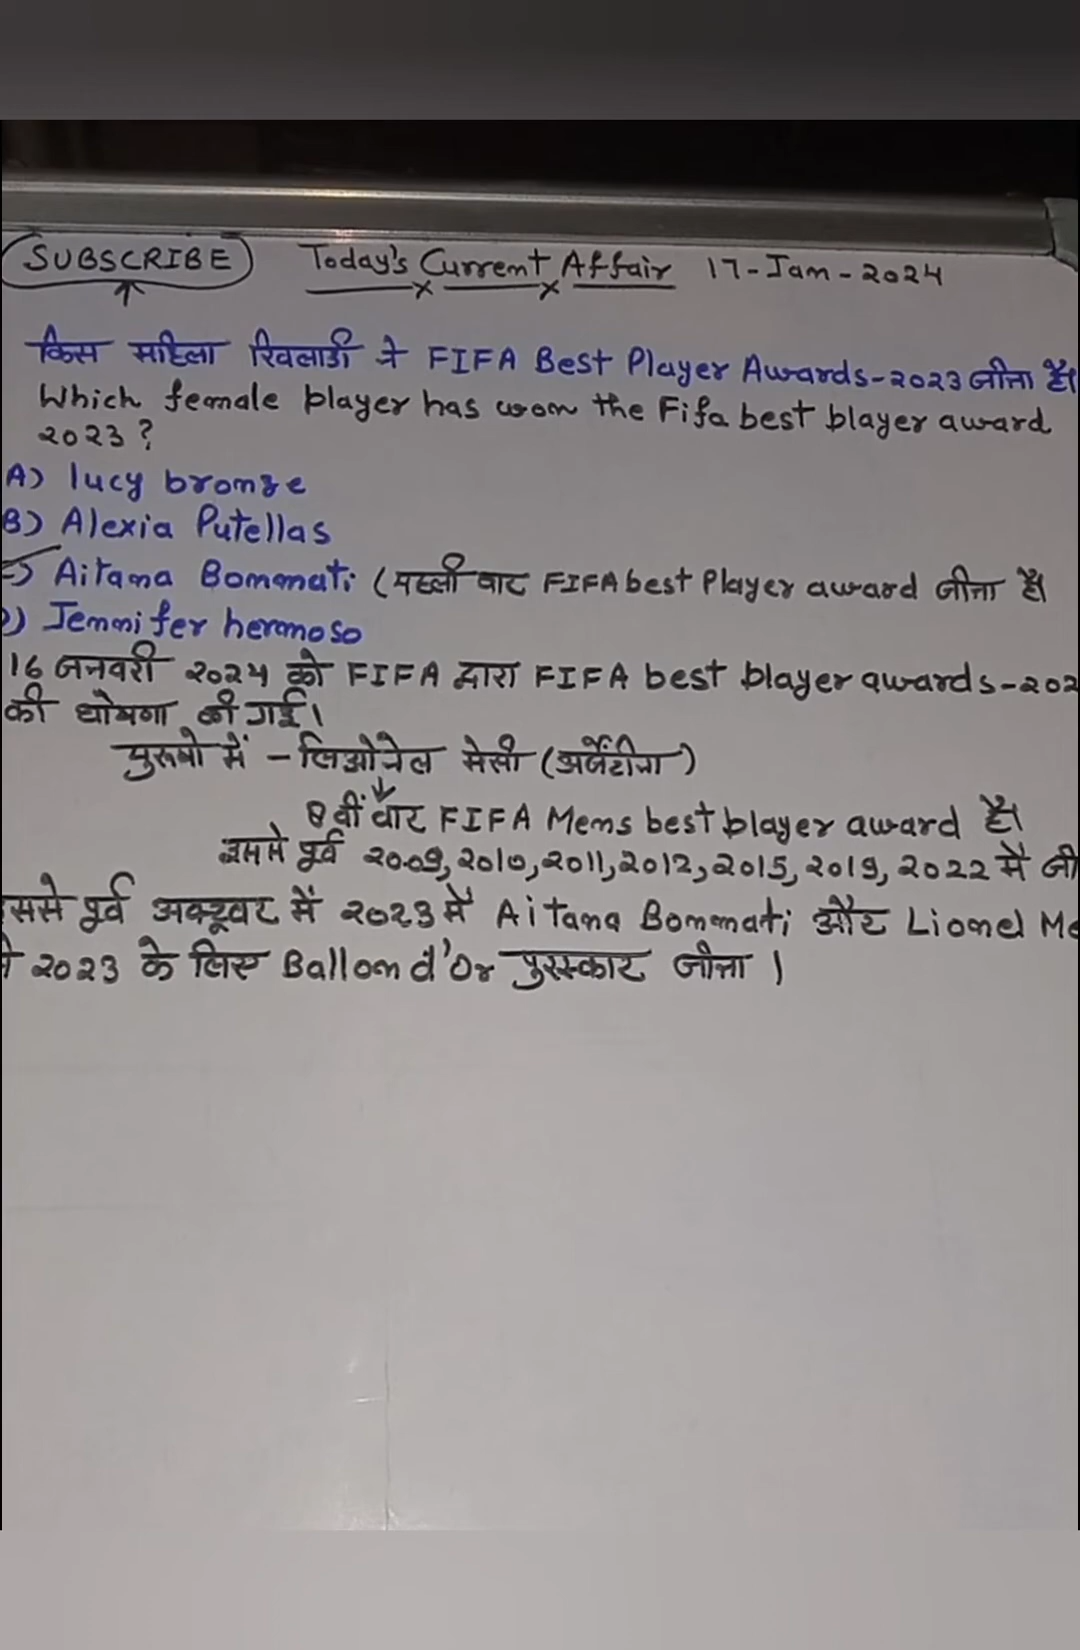 SUBSCRIBE Today's Current Affair 17-Jan-2024
किस महिला खिलाडी ने FIFA Best Player Awards-2023 जीता है।
Which female player has won the Fifa best player award
2023?
A) lucy bronze
B) Alexia Putellas
C) Aitana Bonmati (पहली बार FIFA best Player award जीता है।
D) Jennifer hermoso
16 जनवरी 2024 को FIFA द्वारा FIFA best player awards-202
की घोषणा की गई।
पुरूषो में - लिओनेल मेसी (अर्जेंटीना)
8वीं बार FIFA Mens best player award है।
इससे पूर्व 2009, 2010, 2011, 2012, 2015, 2019, 2022 में जी
ससे पूर्व अक्टूबर में 2023 में Aitana Bonmati और Lionel Me
ने 2023 के लिए Ballon d'Or पुरस्कार जीता।